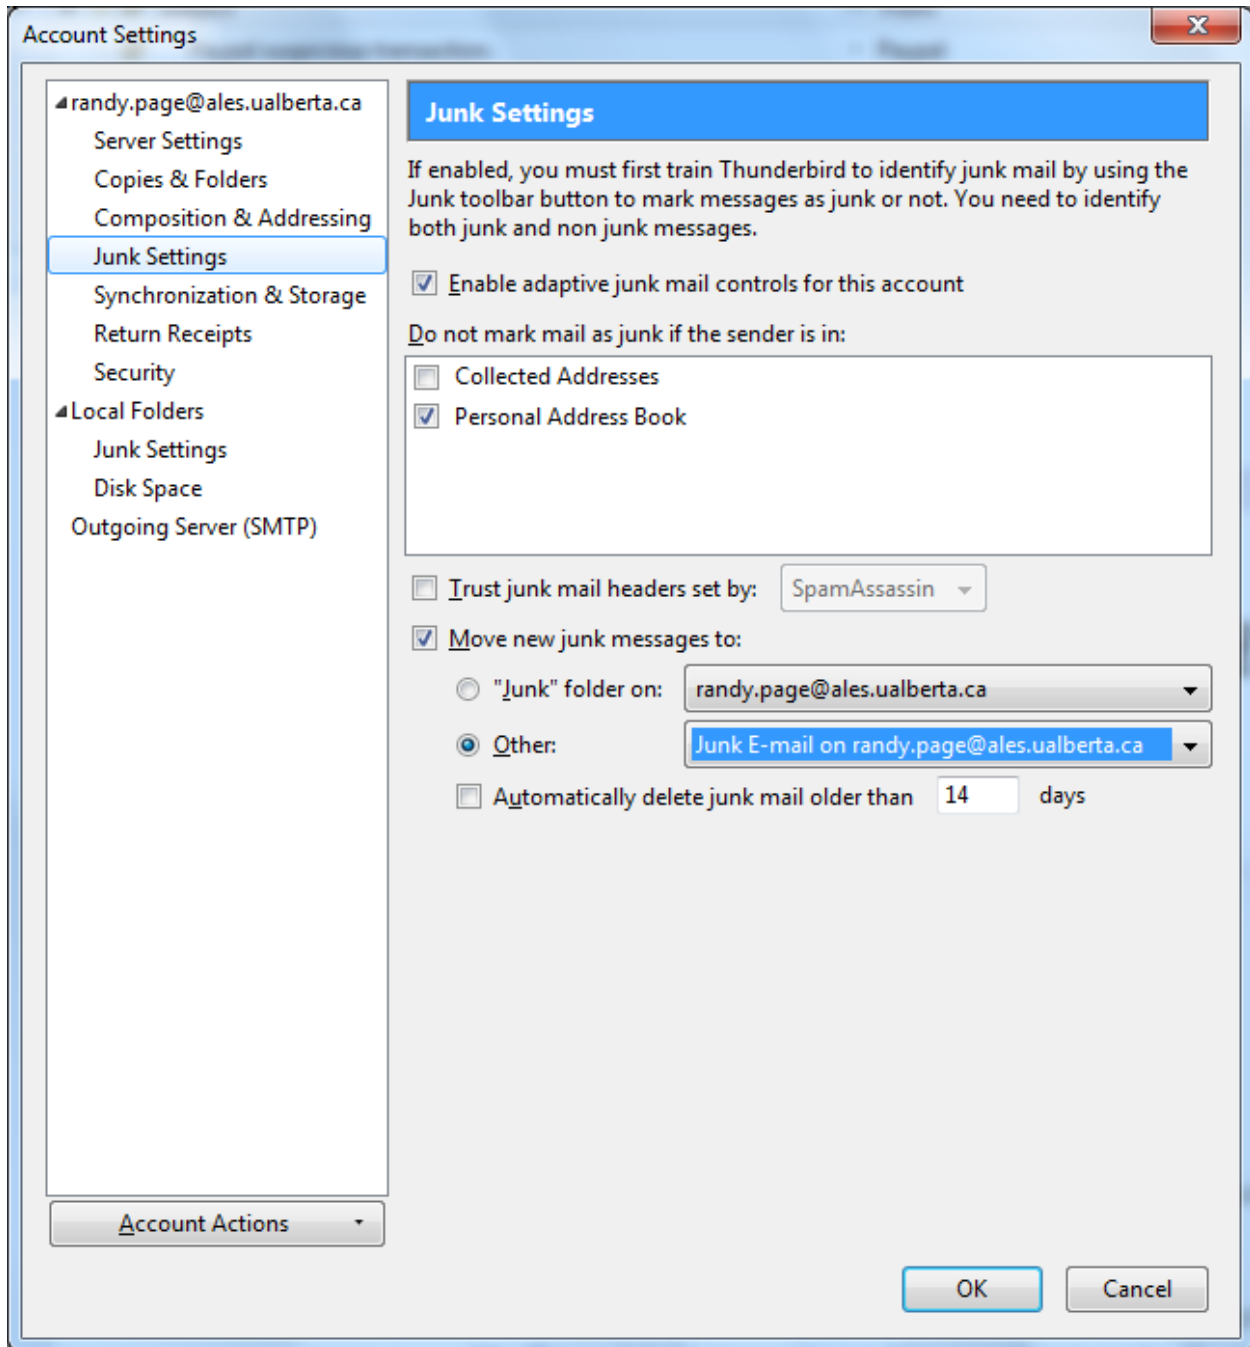 Account Settings
randy.page@ales.ualberta.ca
Server Settings
Copies & Folders
Composition & Addressing
Junk Settings
Synchronization & Storage
Return Receipts
Security
Local Folders
Junk Settings
Disk Space
Outgoing Server (SMTP)
Account Actions
Junk Settings
If enabled, you must first train Thunderbird to identify junk mail by using the
Junk toolbar button to mark messages as junk or not. You need to identify
both junk and non junk messages.
Enable adaptive junk mail controls for this account
Do not mark mail as junk if the sender is in:
Collected Addresses
Personal Address Book
Trust junk mail headers set by: SpamAssassin
Move new junk messages to:
"Junk" folder on: randy.page@ales.ualberta.ca
Other: Junk E-mail on randy.page@ales.ualberta.ca
Automatically delete junk mail older than 14 days
OK Cancel